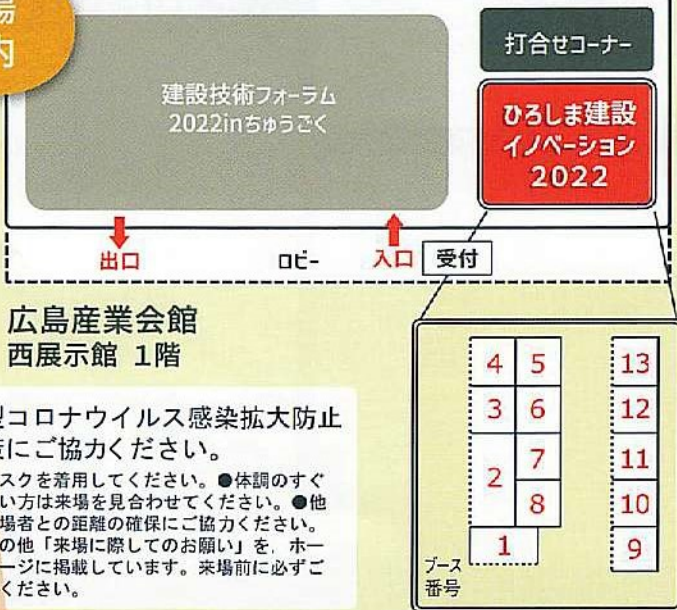 場
内
打合せコーナー
建設技術フォーラム
2022inちゅうごく
ひろしま建設
イノベーション
2022
出口
ロビー
入口
受付
広島産業会館
西展示館 1階
型コロナウイルス感染拡大防止
にご協力ください。
スクを着用してください。●体調のすぐ
い方は来場を見合わせてください。●他
場者との距離の確保にご協力ください。
の他「来場に際してのお願い」を、ホー
ージに掲載しています。来場前に必ずご
ください。
4 5 13
3 6 12
2 7 11
8 10
1 9
ブース
番号